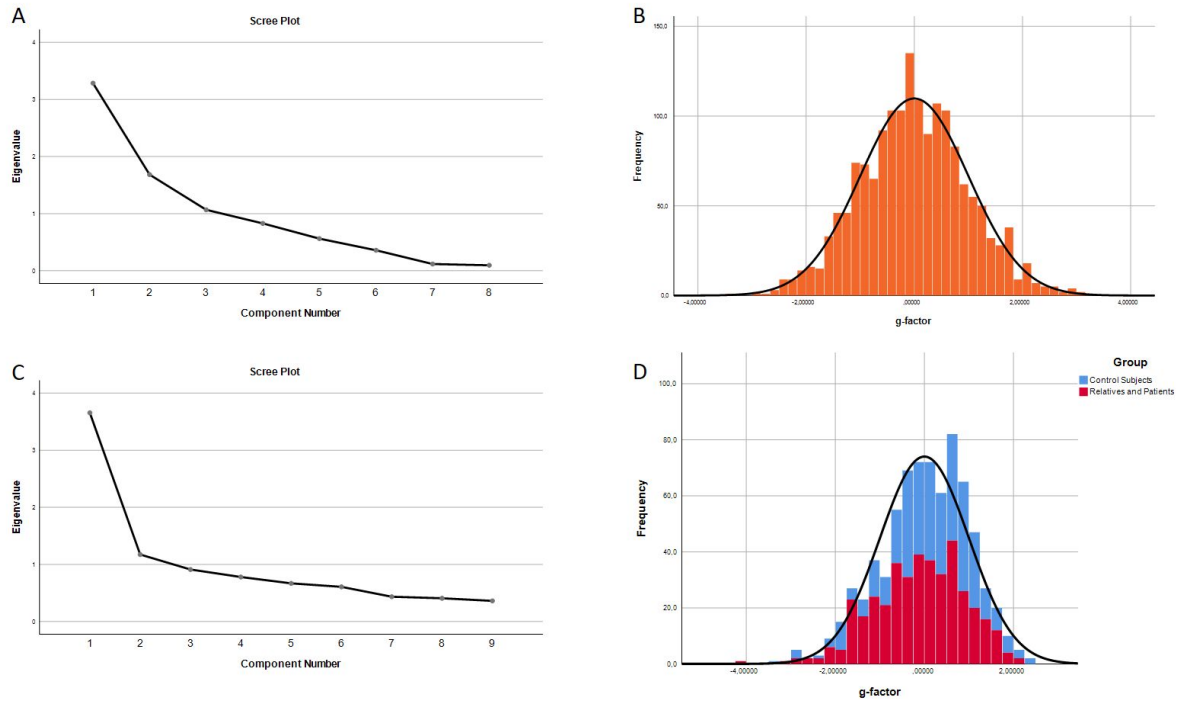 A
Scree Plot
4
3
2
1
0
Eigenvalue
1 2 3 4 5 6 7 8
Component Number
B
150,0
100,0
50,0
0,0
Frequency
-4,00000 -2,00000 ,00000 2,00000 4,00000
g-factor
C
Scree Plot
4
3
2
1
0
Eigenvalue
1 2 3 4 5 6 7 8 9
Component Number
D
Group
Control Subjects
Relatives and Patients
100,0
80,0
60,0
40,0
20,0
0,0
Frequency
-4,00000 -2,00000 ,00000 2,00000
g-factor